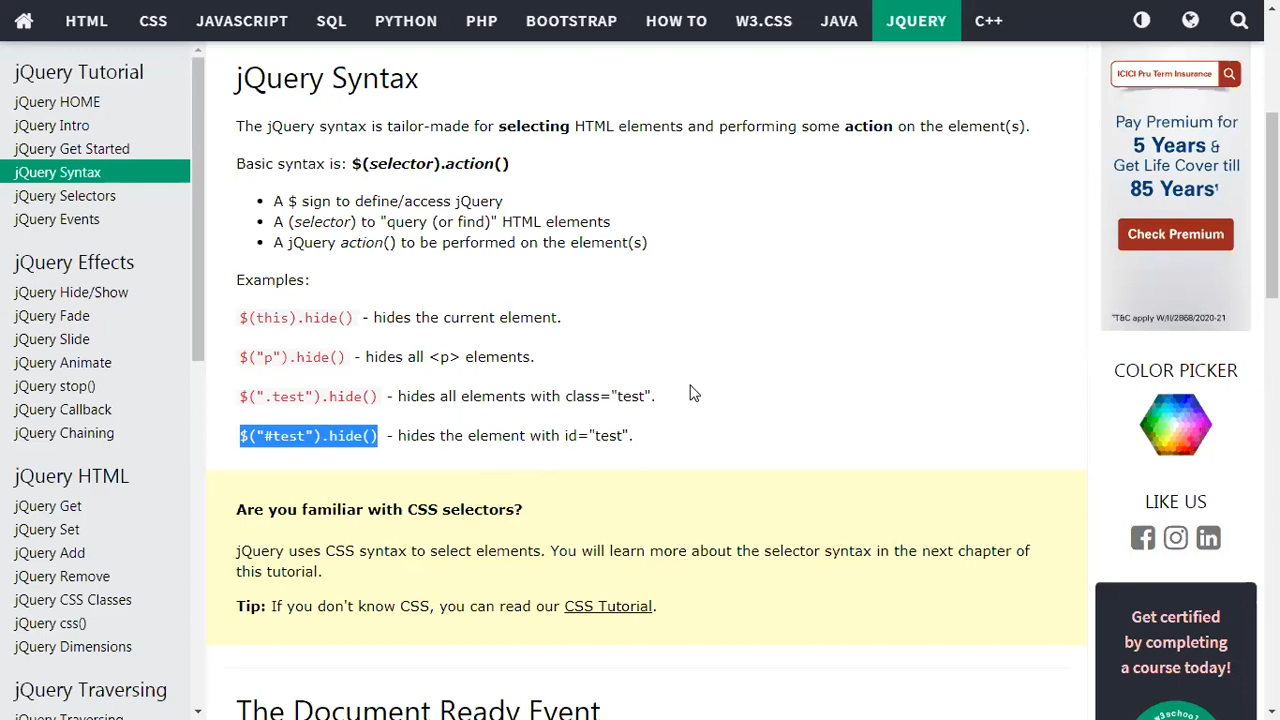 HTML CSS JAVASCRIPT SQL PYTHON PHP BOOTSTRAP HOW TO W3.CSS JAVA JQUERY C++
jQuery Tutorial
jQuery HOME
jQuery Intro
jQuery Get Started
jQuery Syntax
jQuery Selectors
jQuery Events
jQuery Effects
jQuery Hide/Show
jQuery Fade
jQuery Slide
jQuery Animate
jQuery stop()
jQuery Callback
jQuery Chaining
jQuery HTML
jQuery Get
jQuery Set
jQuery Add
jQuery Remove
jQuery CSS Classes
jQuery css()
jQuery Dimensions
jQuery Traversing
jQuery Traversing
jQuery Syntax
The jQuery syntax is tailor-made for selecting HTML elements and performing some action on the element(s).
Basic syntax is: $(selector).action()
• A $ sign to define/access jQuery
• A (selector) to "query (or find)" HTML elements
• A jQuery action() to be performed on the element(s)
Examples:
$(this).hide() - hides the current element.
$("p").hide() - hides all <p> elements.
$(".test").hide() - hides all elements with class="test".
$("#test").hide() - hides the element with id="test".
Are you familiar with CSS selectors?
jQuery uses CSS syntax to select elements. You will learn more about the selector syntax in the next chapter of
this tutorial.
Tip: If you don't know CSS, you can read our CSS Tutorial.
The Document Ready Event
ICICI Pru Term Insurance
Pay Premium for
5 Years &
Get Life Cover till
85 Years¹
Check Premium
*T&C apply W/II/2868/2020-21
COLOR PICKER
LIKE US
Get certified
by completing
a course today!
w3school